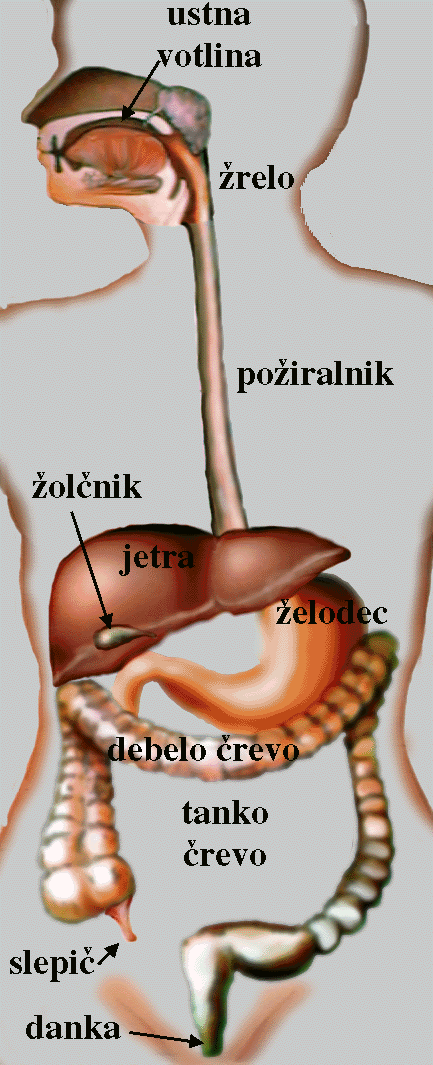 ustna
votlina
žrelo
požiralnik
žolčnik
jetra
želodec
debelo črevo
tanko
črevo
slepič
danka